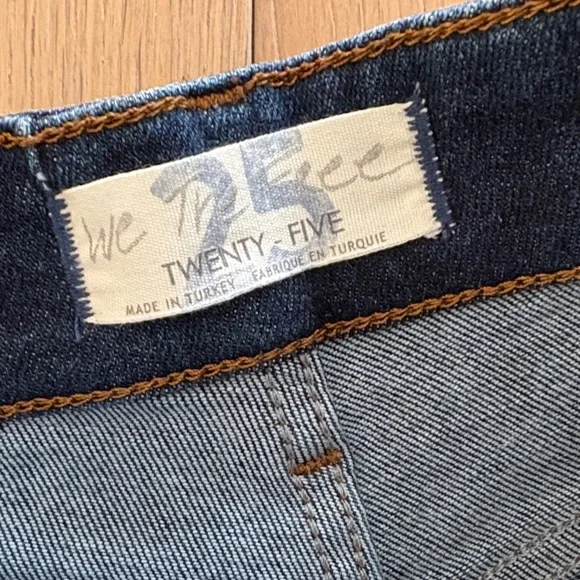 We The Free
25
TWENTY - FIVE
MADE IN TURKEY FABRIQUE EN TURQUIE